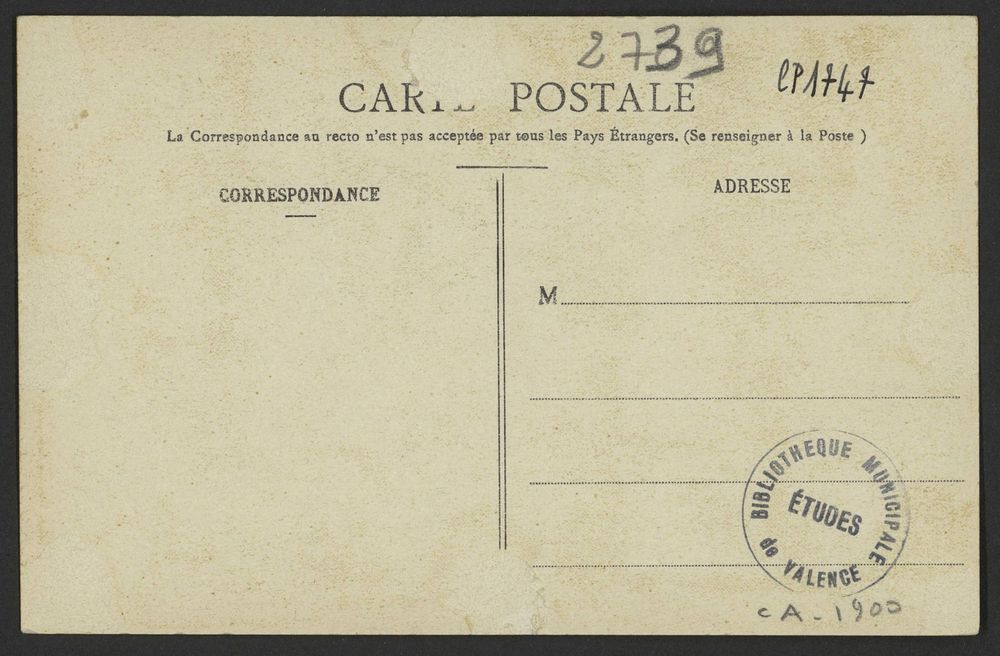 2739
CP1747
CARTE POSTALE
La Correspondance au recto n'est pas acceptée par tous les Pays Étrangers. (Se renseigner à la Poste )
CORRESPONDANCE
ADRESSE
M
BIBLIOTHEQUE MUNICIPALE
ÉTUDES
de VALENCE
CA-1900